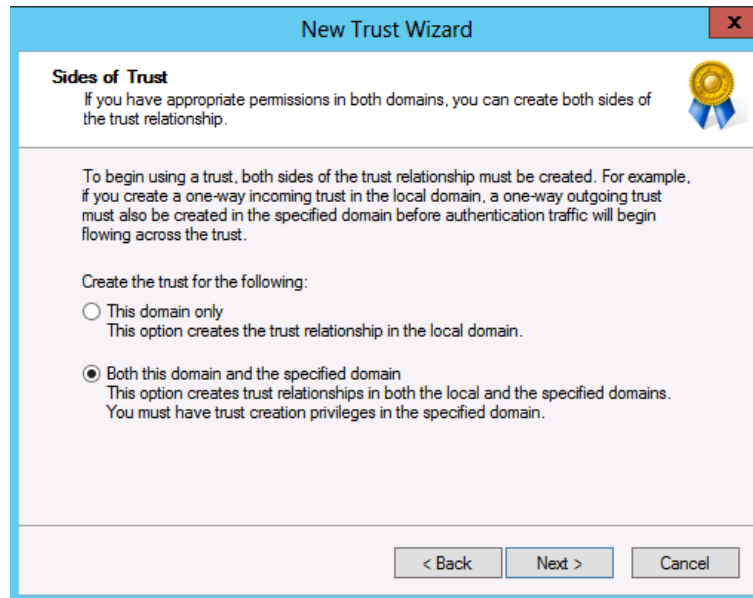 New Trust Wizard
x
Sides of Trust
If you have appropriate permissions in both domains, you can create both sides of
the trust relationship.
To begin using a trust, both sides of the trust relationship must be created. For example,
if you create a one-way incoming trust in the local domain, a one-way outgoing trust
must also be created in the specified domain before authentication traffic will begin
flowing across the trust.
Create the trust for the following:
This domain only
This option creates the trust relationship in the local domain.
Both this domain and the specified domain
This option creates trust relationships in both the local and the specified domains.
You must have trust creation privileges in the specified domain.
< Back Next > Cancel